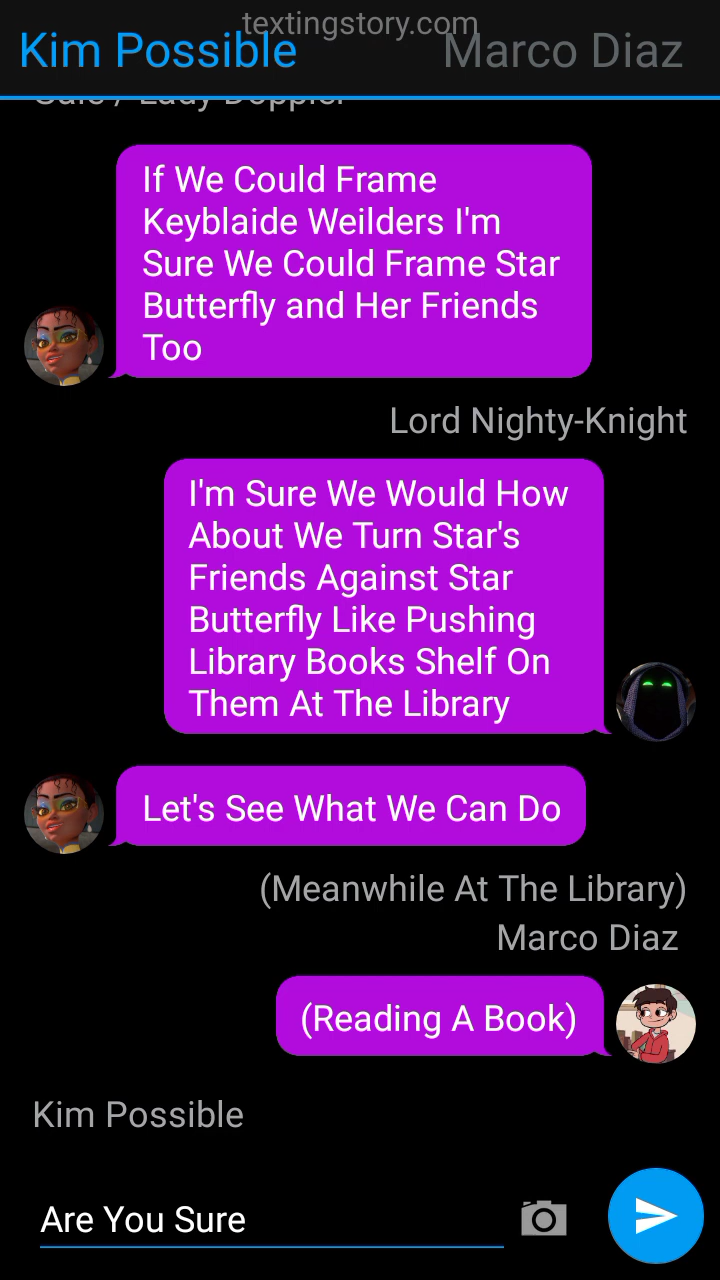 textingstory.com
Kim Possible
Marco Diaz
Gale / Lady Doppler
If We Could Frame
Keyblaide Weilders I'm
Sure We Could Frame Star
Butterfly and Her Friends
Too
Lord Nighty-Knight
I'm Sure We Would How
About We Turn Star's
Friends Against Star
Butterfly Like Pushing
Library Books Shelf On
Them At The Library
Let's See What We Can Do
(Meanwhile At The Library)
Marco Diaz
(Reading A Book)
Kim Possible
Are You Sure